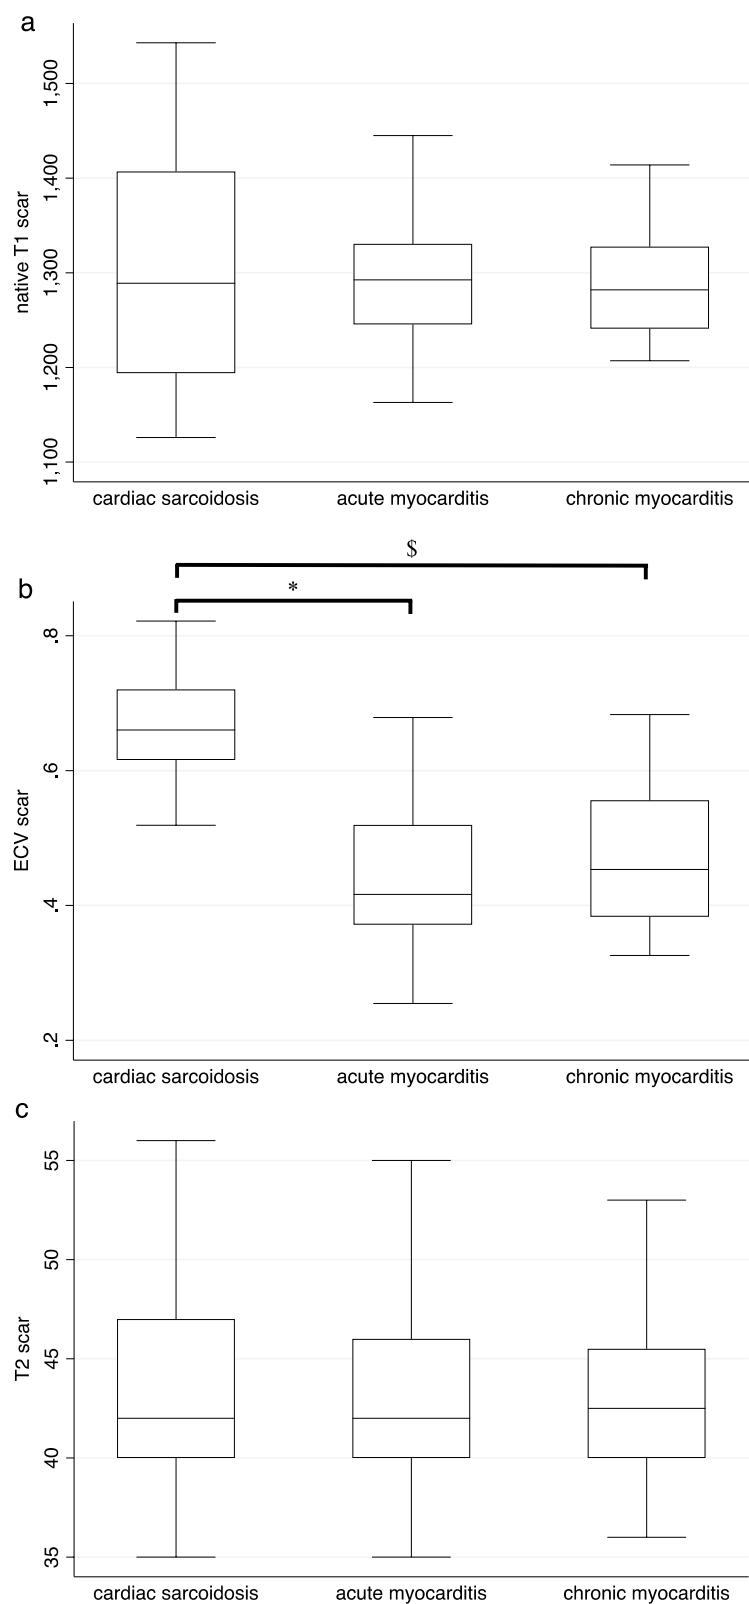 a
1,500
1,400
1,300
1,200
1,100
native T1 scar
cardiac sarcoidosis acute myocarditis chronic myocarditis
$
*
b
.8
.6
.4
.2
ECV scar
cardiac sarcoidosis acute myocarditis chronic myocarditis
c
55
50
45
40
35
T2 scar
cardiac sarcoidosis acute myocarditis chronic myocarditis